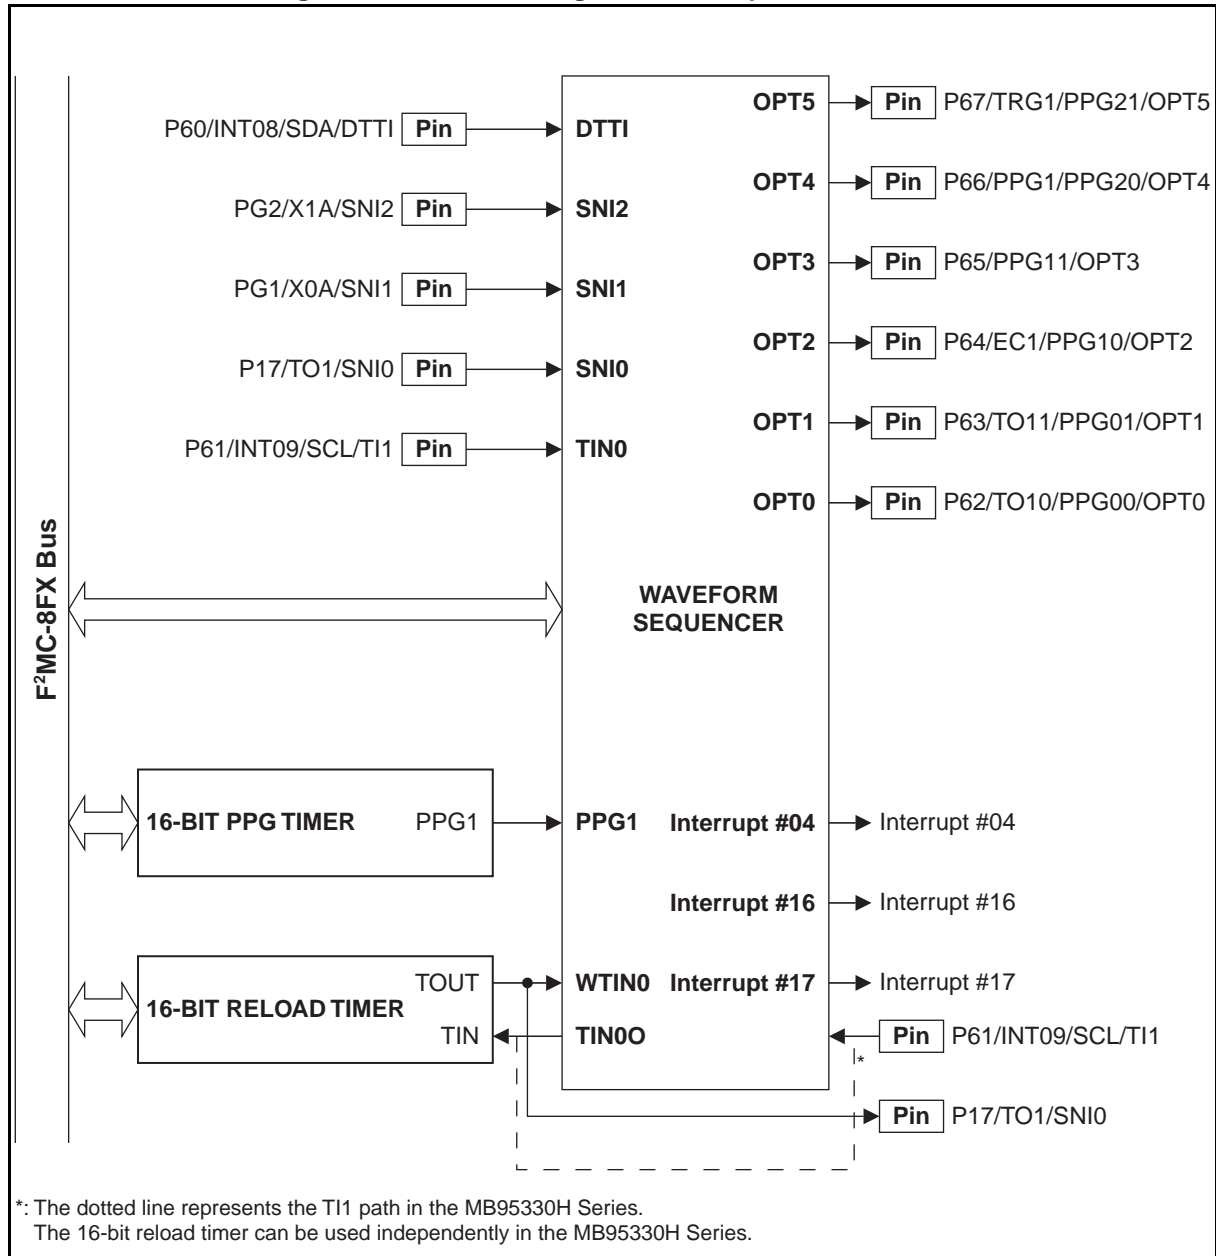 OPT5 Pin P67/TRG1/PPG21/OPT5
P60/INT08/SDA/DTTI Pin DTTI
OPT4 Pin P66/PPG1/PPG20/OPT4
PG2/X1A/SNI2 Pin SNI2
OPT3 Pin P65/PPG11/OPT3
PG1/X0A/SNI1 Pin SNI1
OPT2 Pin P64/EC1/PPG10/OPT2
P17/TO1/SNI0 Pin SNI0
OPT1 Pin P63/TO11/PPG01/OPT1
P61/INT09/SCL/TI1 Pin TIN0
OPT0 Pin P62/TO10/PPG00/OPT0
F²MC-8FX Bus
WAVEFORM
SEQUENCER
16-BIT PPG TIMER PPG1 PPG1 Interrupt #04 Interrupt #04
Interrupt #16 Interrupt #16
TOUT WTIN0 Interrupt #17 Interrupt #17
16-BIT RELOAD TIMER
TIN TIN0O Pin P61/INT09/SCL/TI1
*
Pin P17/TO1/SNI0
*: The dotted line represents the TI1 path in the MB95330H Series.
The 16-bit reload timer can be used independently in the MB95330H Series.